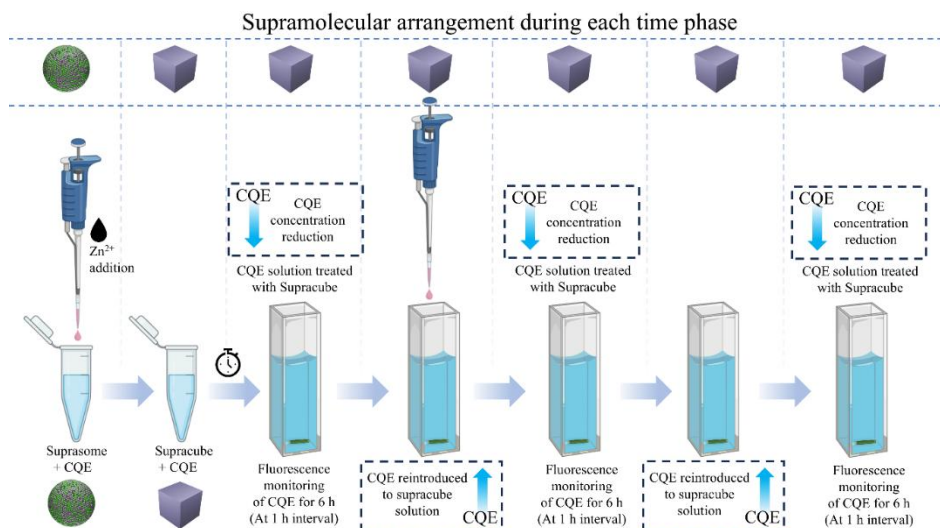 Supramolecular arrangement during each time phase
Zn²⁺
addition
Suprasome
+ CQE
Supracube
+ CQE
CQE
CQE
concentration
reduction
CQE solution treated
with Supracube
Fluorescence
monitoring
of CQE for 6 h
(At 1 h interval)
CQE reintroduced
to supracube
solution
CQE
CQE
CQE
concentration
reduction
CQE solution treated
with Supracube
Fluorescence
monitoring
of CQE for 6 h
(At 1 h interval)
CQE reintroduced
to supracube
solution
CQE
CQE
CQE
concentration
reduction
CQE solution treated
with Supracube
Fluorescence
monitoring
of CQE for 6 h
(At 1 h interval)